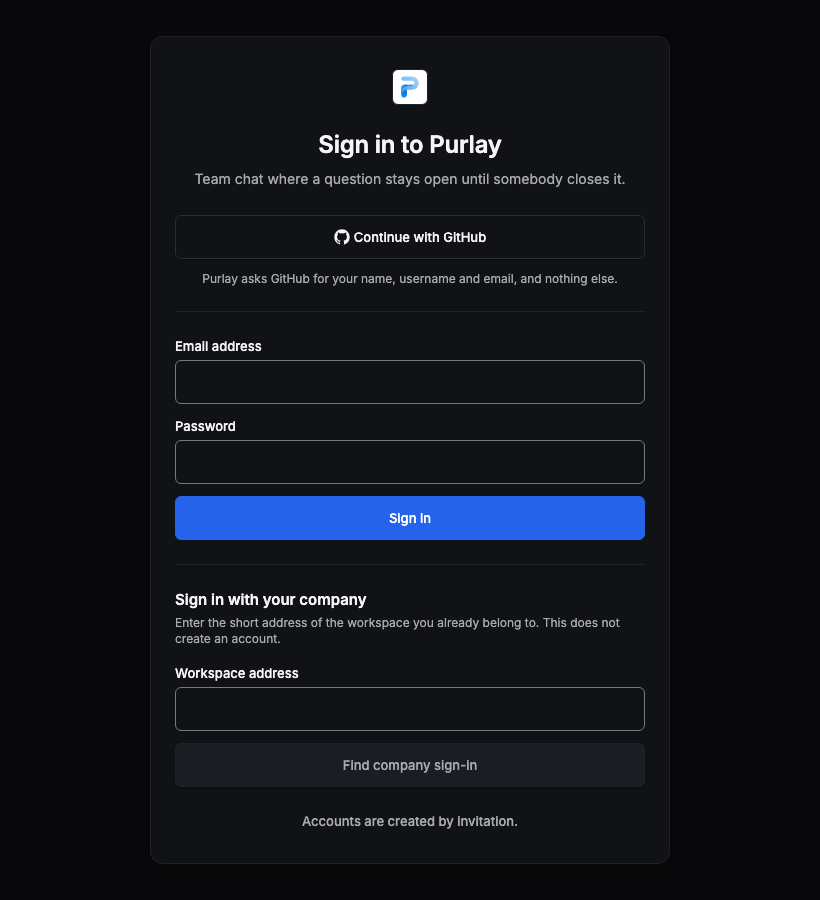 Sign in to Purlay
Team chat where a question stays open until somebody closes it.
Continue with GitHub
Purlay asks GitHub for your name, username and email, and nothing else.
Email address
Password
Sign in
Sign in with your company
Enter the short address of the workspace you already belong to. This does not
create an account.
Workspace address
Find company sign-in
Accounts are created by invitation.